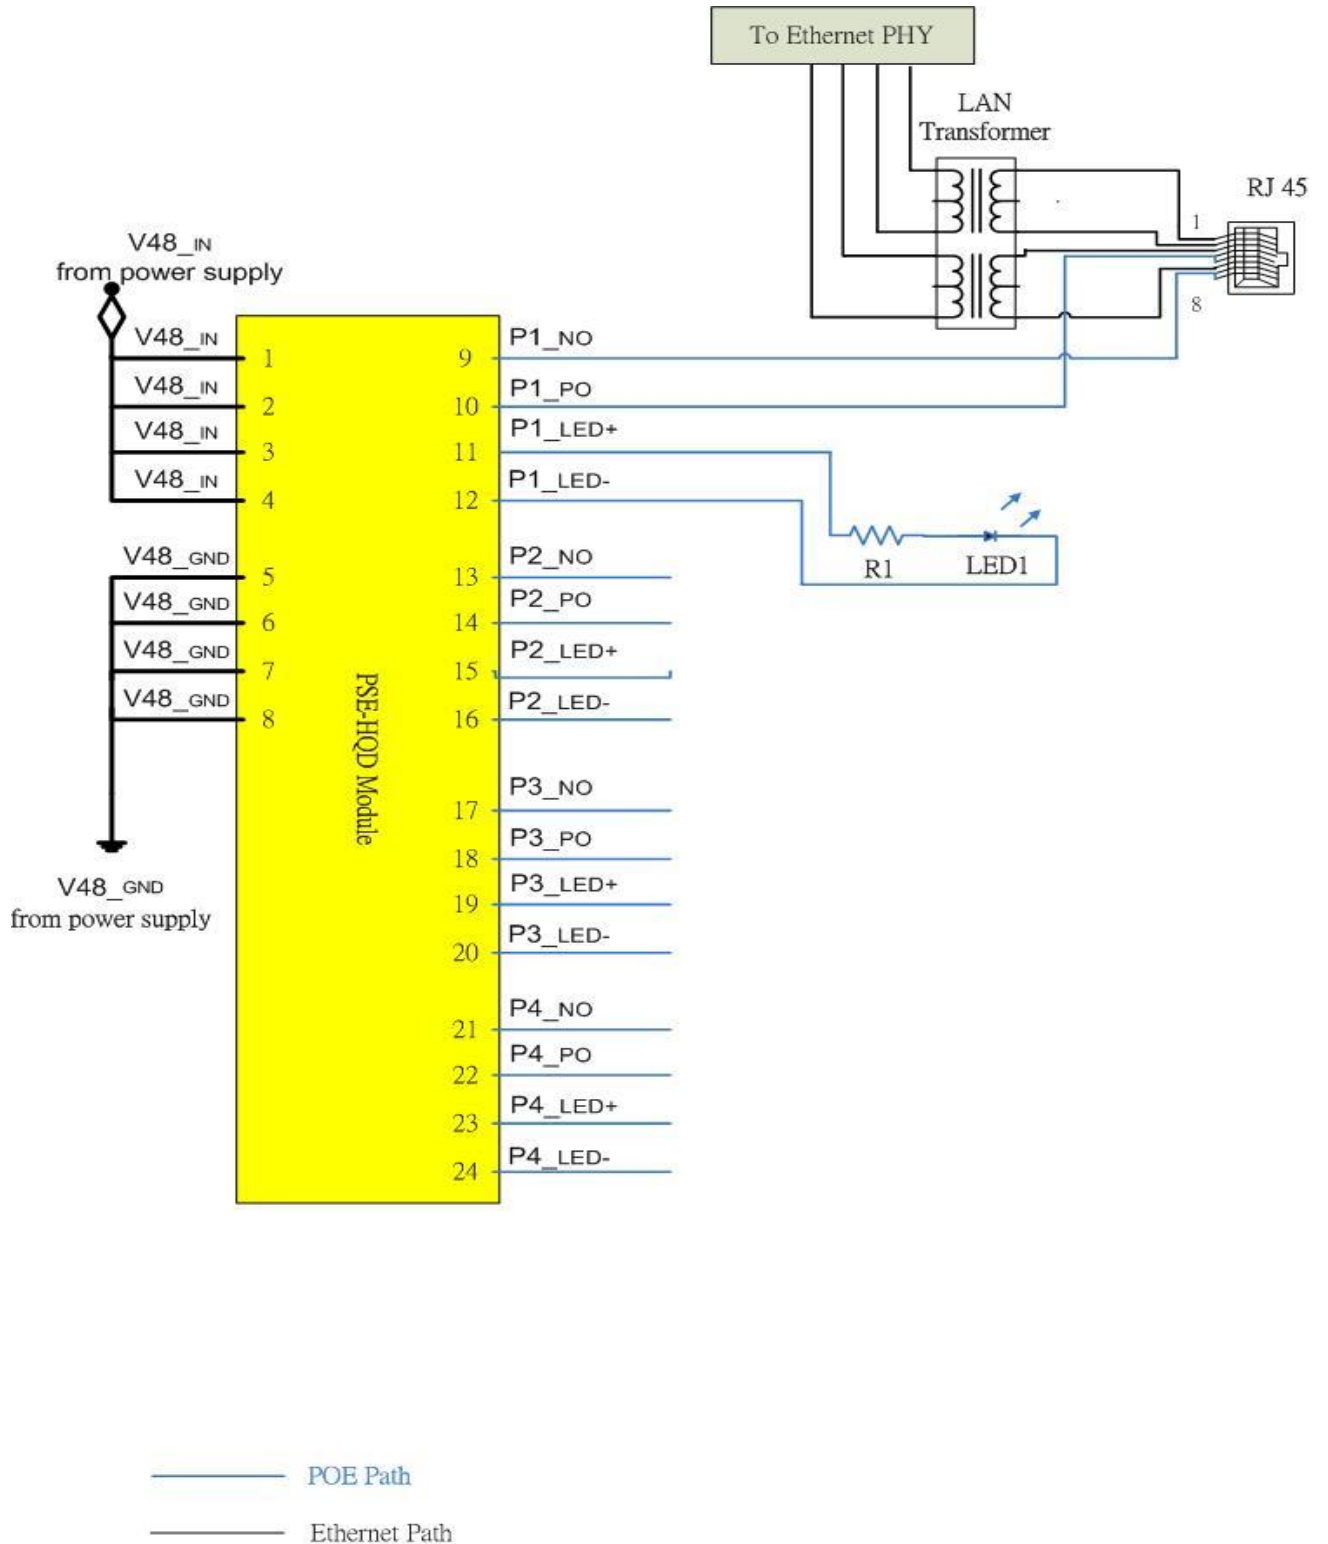 To Ethernet PHY
LAN
Transformer
RJ 45
1
8
V48_IN
from power supply
V48_IN
1
V48_IN
2
V48_IN
3
V48_IN
4
V48_GND
5
V48_GND
6
V48_GND
7
V48_GND
8
V48_GND
from power supply
PSE-HQD Module
P1_NO
9
P1_PO
10
P1_LED+
11
P1_LED-
12
R1
LED1
P2_NO
13
P2_PO
14
P2_LED+
15
P2_LED-
16
P3_NO
17
P3_PO
18
P3_LED+
19
P3_LED-
20
P4_NO
21
P4_PO
22
P4_LED+
23
P4_LED-
24
POE Path
Ethernet Path